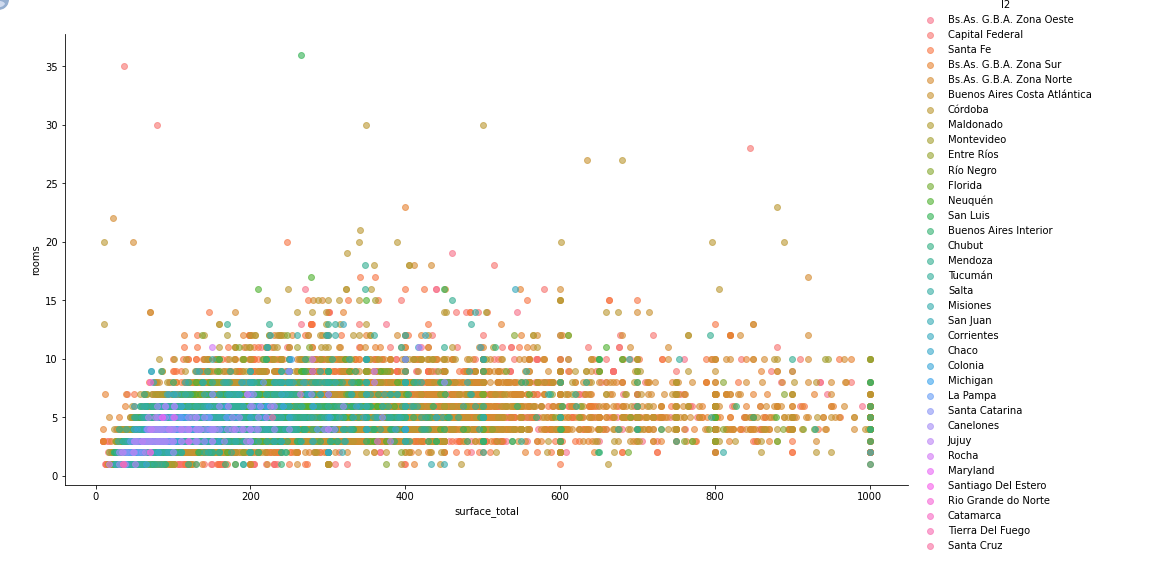 l2
Bs.As. G.B.A. Zona Oeste
Capital Federal
Santa Fe
Bs.As. G.B.A. Zona Sur
Bs.As. G.B.A. Zona Norte
Buenos Aires Costa Atlántica
Córdoba
Maldonado
Montevideo
Entre Ríos
Río Negro
Florida
Neuquén
San Luis
Buenos Aires Interior
Chubut
Mendoza
Tucumán
Salta
Misiones
San Juan
Corrientes
Chaco
Colonia
Michigan
La Pampa
Santa Catarina
Canelones
Jujuy
Rocha
Maryland
Santiago Del Estero
Rio Grande do Norte
Catamarca
Tierra Del Fuego
Santa Cruz
35
30
25
20
15
10
5
0
rooms
0 200 400 600 800 1000
surface_total